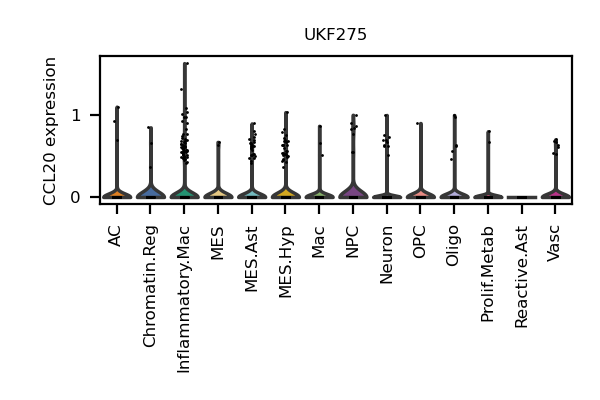 UKF275
CCL20 expression
1
0
AC
Chromatin.Reg
Inflammatory.Mac
MES
MES.Ast
MES.Hyp
Mac
NPC
Neuron
OPC
Oligo
Prolif.Metab
Reactive.Ast
Vasc